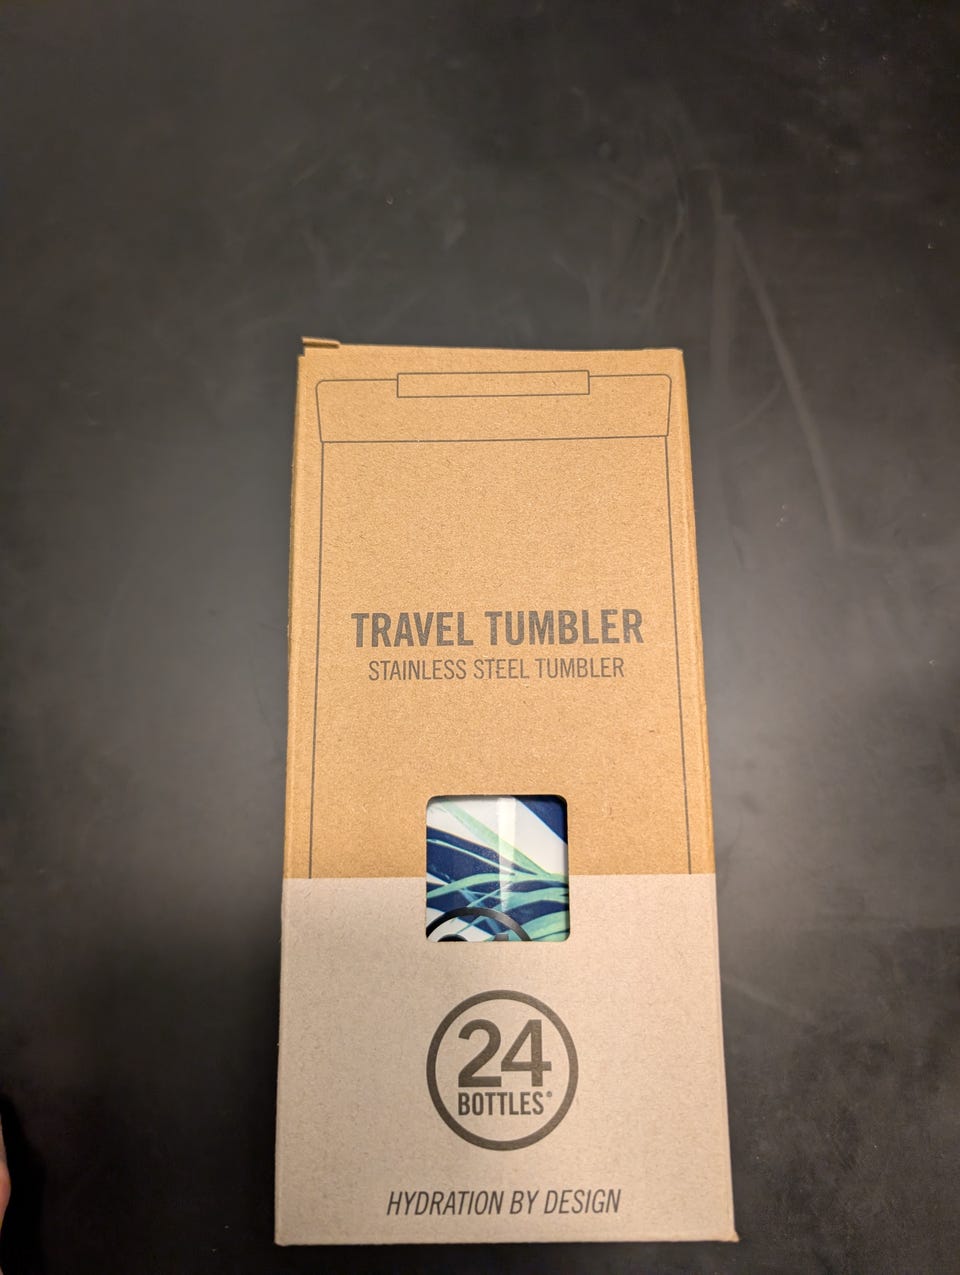 TRAVEL TUMBLER
STAINLESS STEEL TUMBLER
24
BOTTLES®
HYDRATION BY DESIGN